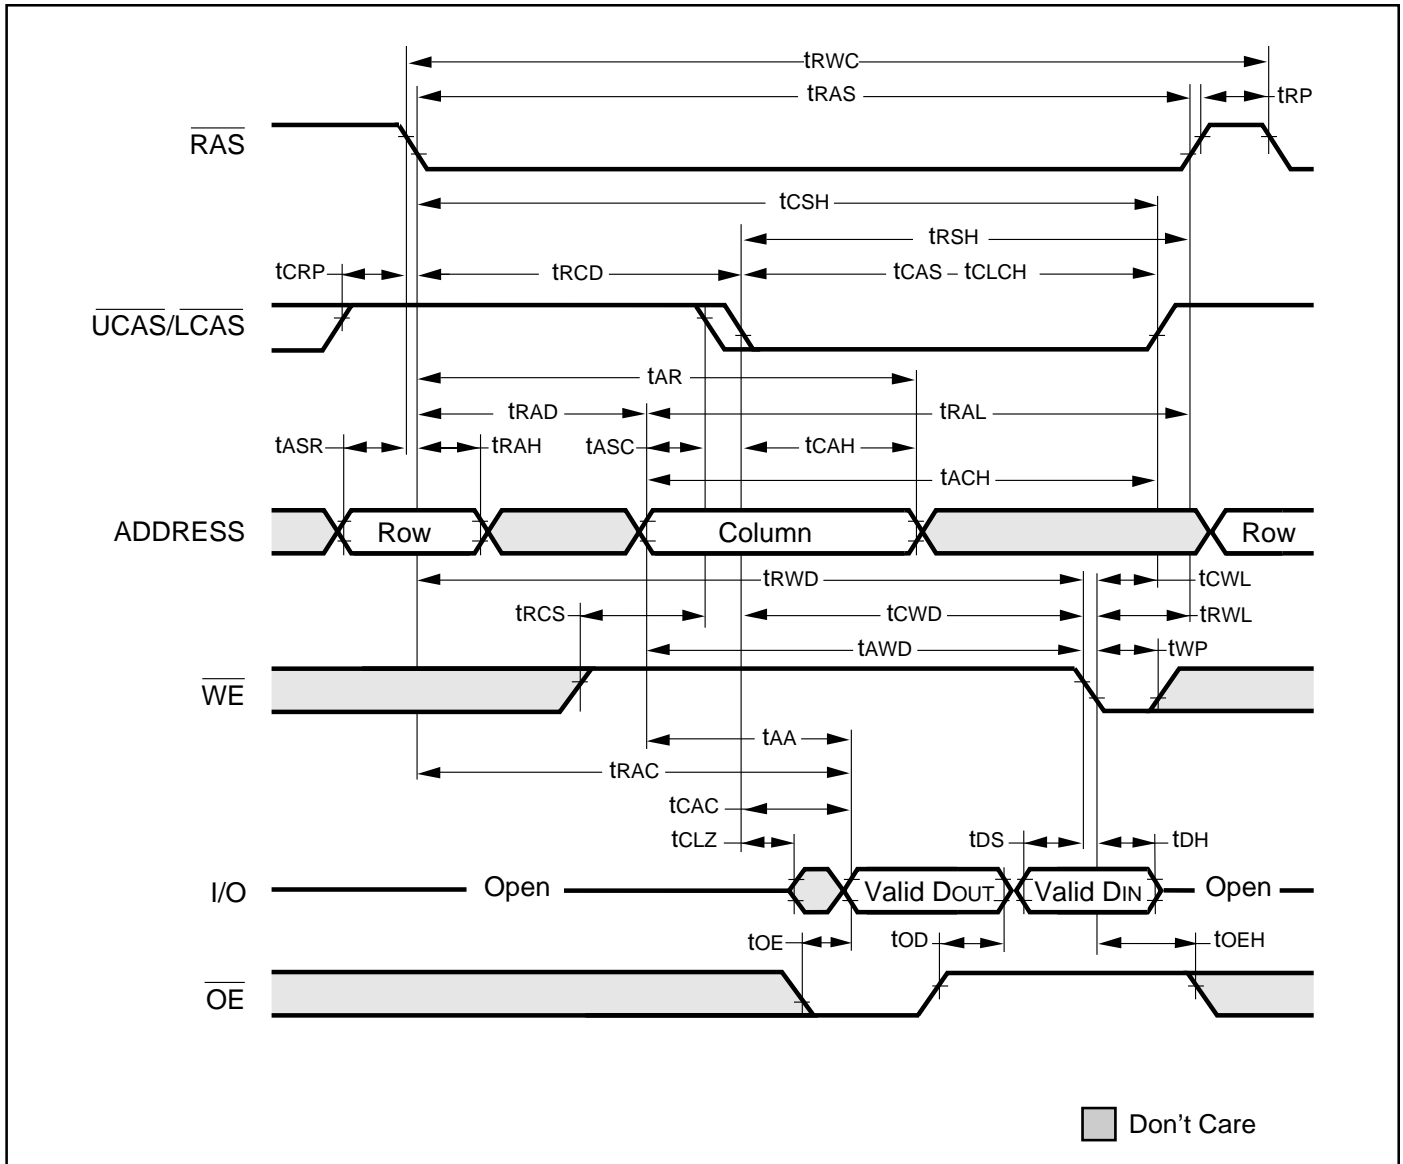 tRWC
tRAS
tRP
RAS
tCSH
tRSH
tCRP
tRCD
tCAS – tCLCH
UCAS/LCAS
tAR
tRAD
tRAL
tASR
tRAH
tASC
tCAH
tACH
ADDRESS
Row
Column
Row
tRWD
tCWL
tRCS
tCWD
tRWL
tAWD
tWP
WE
tAA
tRAC
tCAC
tCLZ
tDS
tDH
I/O
Open
Valid DOUT
Valid DIN
Open
tOE
tOD
tOEH
OE
Don't Care